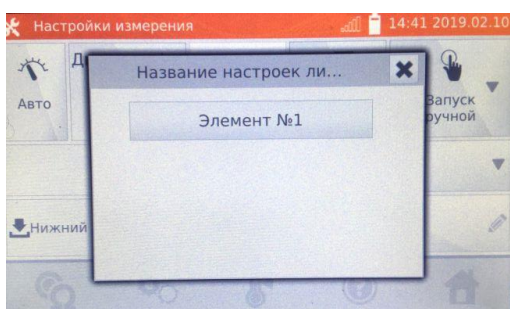 Настройки измерения
14:41 2019.02.10
Д
Название настроек ли...
Авто
Запуск
ручной
Элемент №1
Нижний